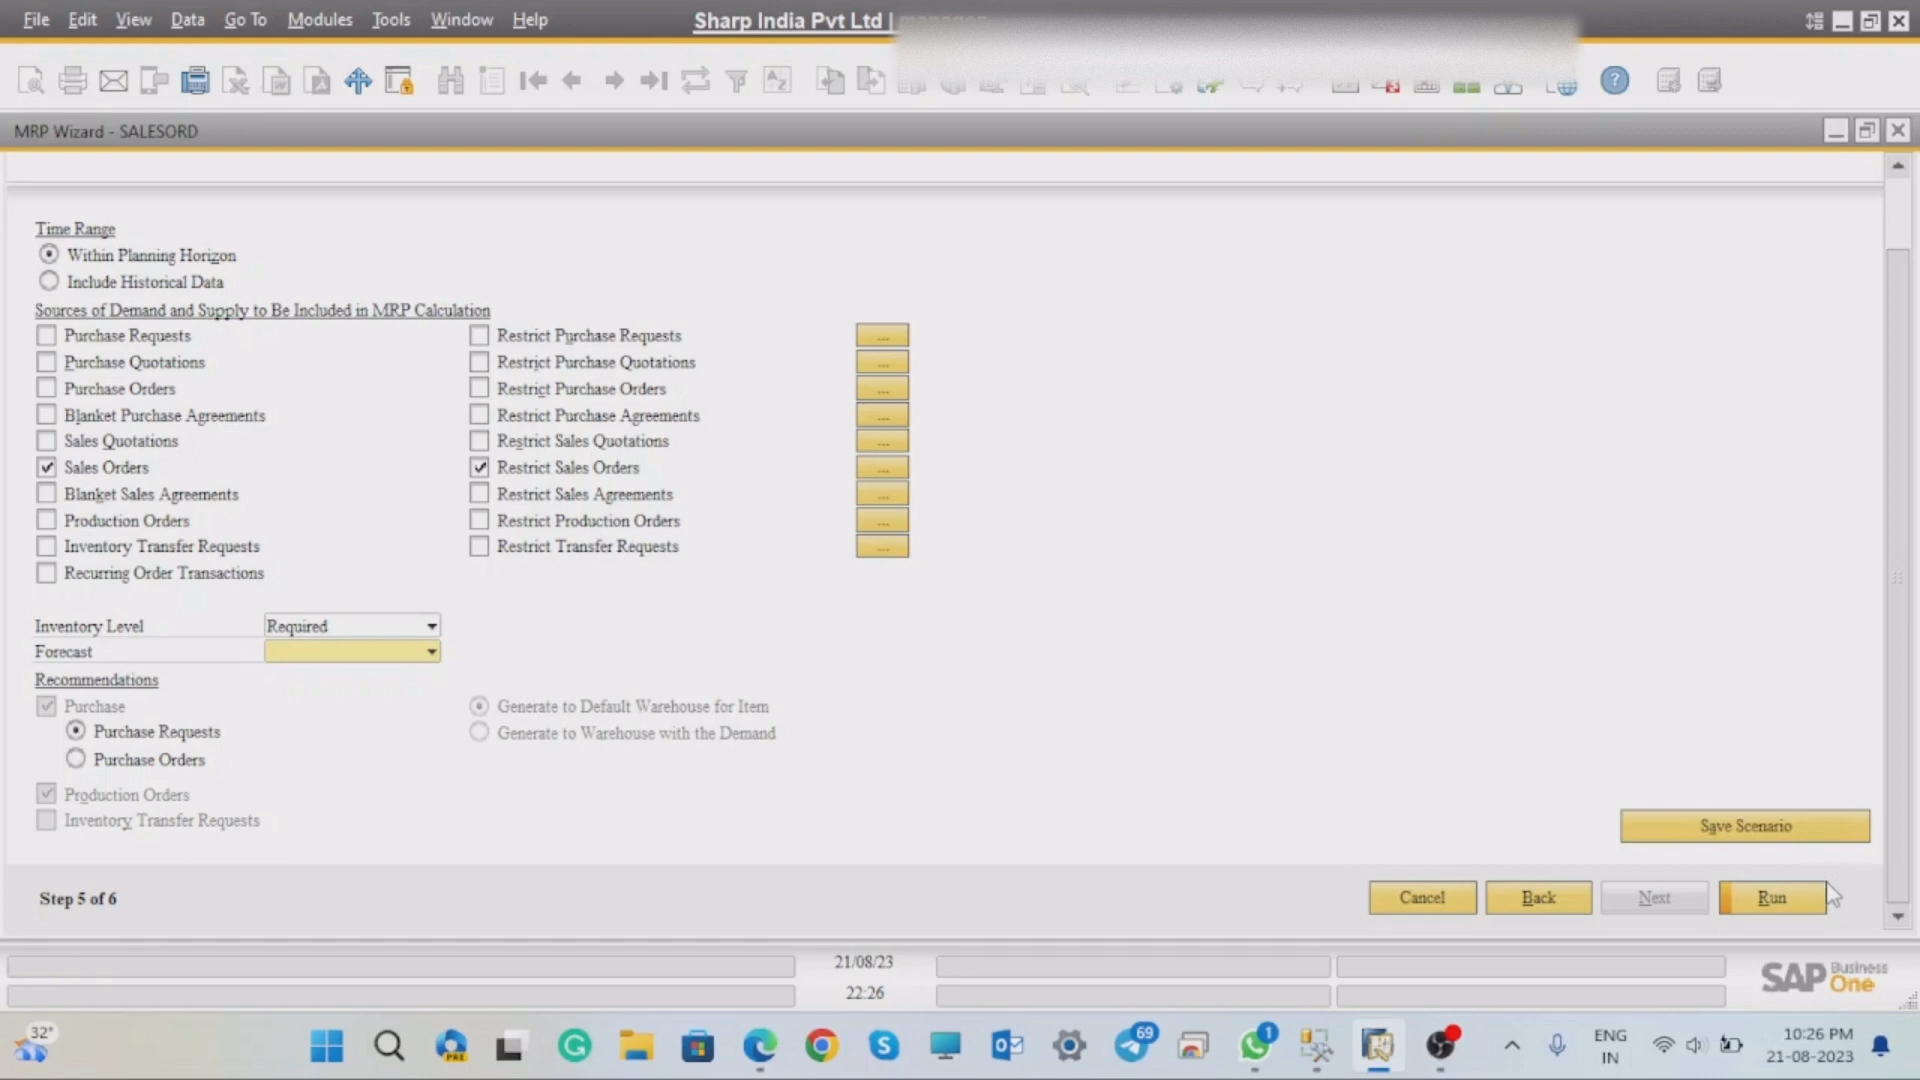 File Edit View Data Go To Modules Tools Window Help Sharp India Pvt Ltd |
MRP Wizard - SALESORD
Time Range
Within Planning Horizon
Include Historical Data
Sources of Demand and Supply to Be Included in MRP Calculation
Purchase Requests Restrict Purchase Requests ...
Purchase Quotations Restrict Purchase Quotations ...
Purchase Orders Restrict Purchase Orders ...
Blanket Purchase Agreements Restrict Purchase Agreements ...
Sales Quotations Restrict Sales Quotations ...
Sales Orders Restrict Sales Orders ...
Blanket Sales Agreements Restrict Sales Agreements ...
Production Orders Restrict Production Orders ...
Inventory Transfer Requests Restrict Transfer Requests ...
Recurring Order Transactions
Inventory Level Required
Forecast
Recommendations
Purchase Generate to Default Warehouse for Item
Purchase Requests Generate to Warehouse with the Demand
Purchase Orders
Production Orders
Inventory Transfer Requests
Save Scenario
Step 5 of 6 Cancel Back Next Run
21/08/23
22:26
SAP Business One
32°
PRE
69
1
ENG
IN
10:26 PM
21-08-2023